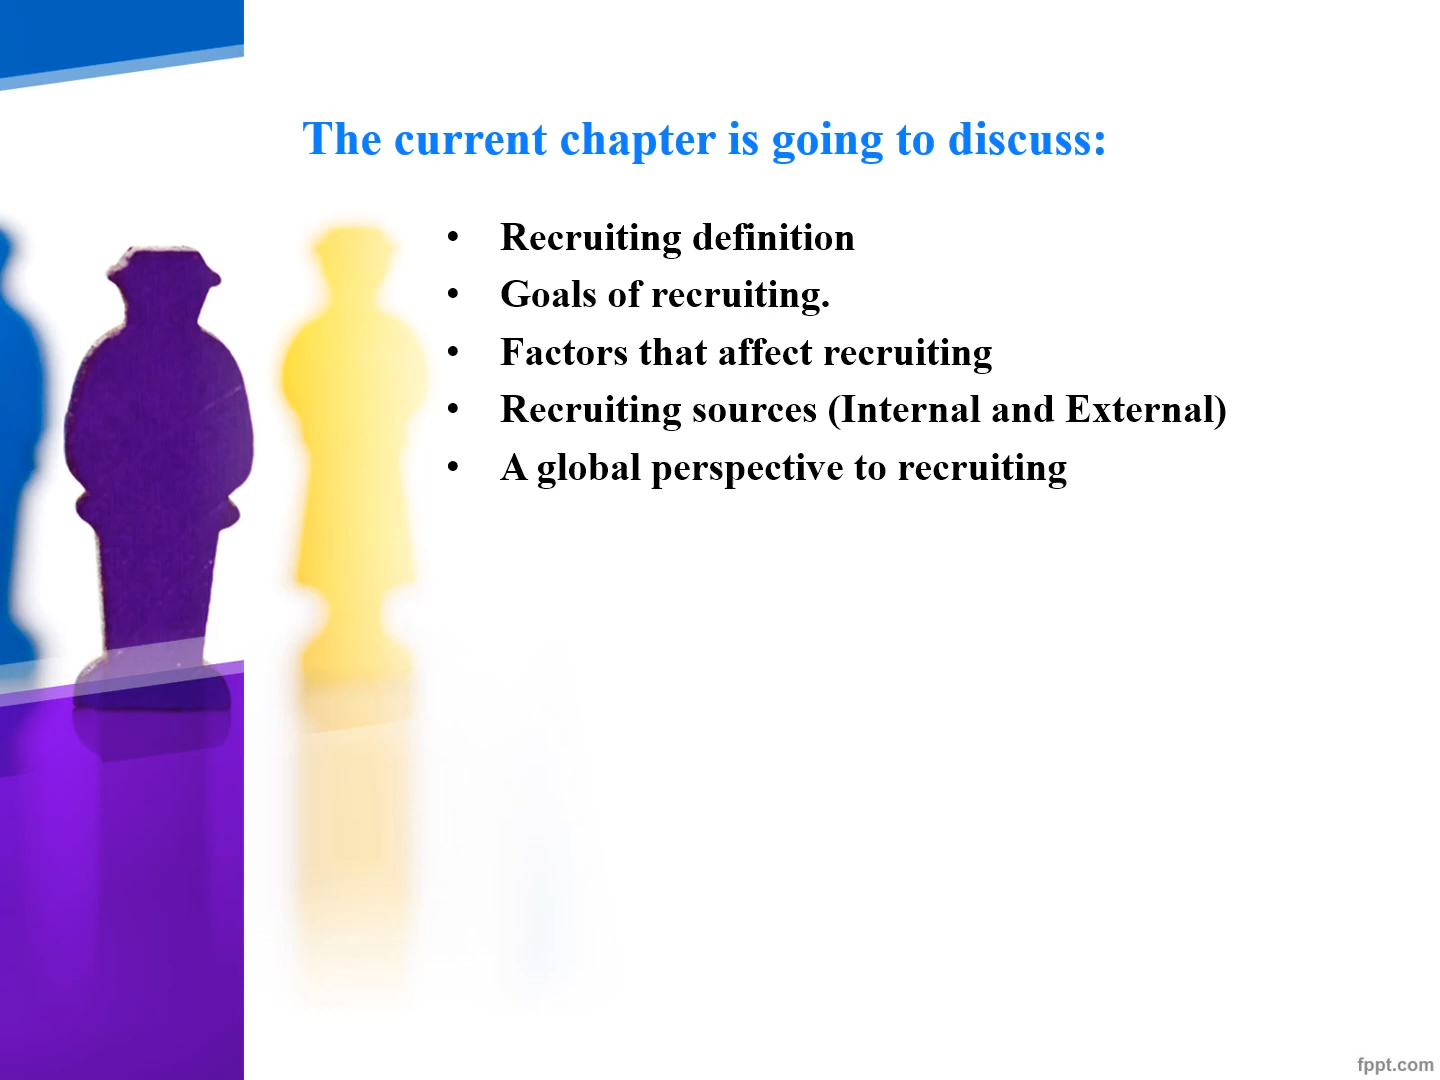 The current chapter is going to discuss:
• Recruiting definition
• Goals of recruiting.
• Factors that affect recruiting
• Recruiting sources (Internal and External)
• A global perspective to recruiting
fppt.com